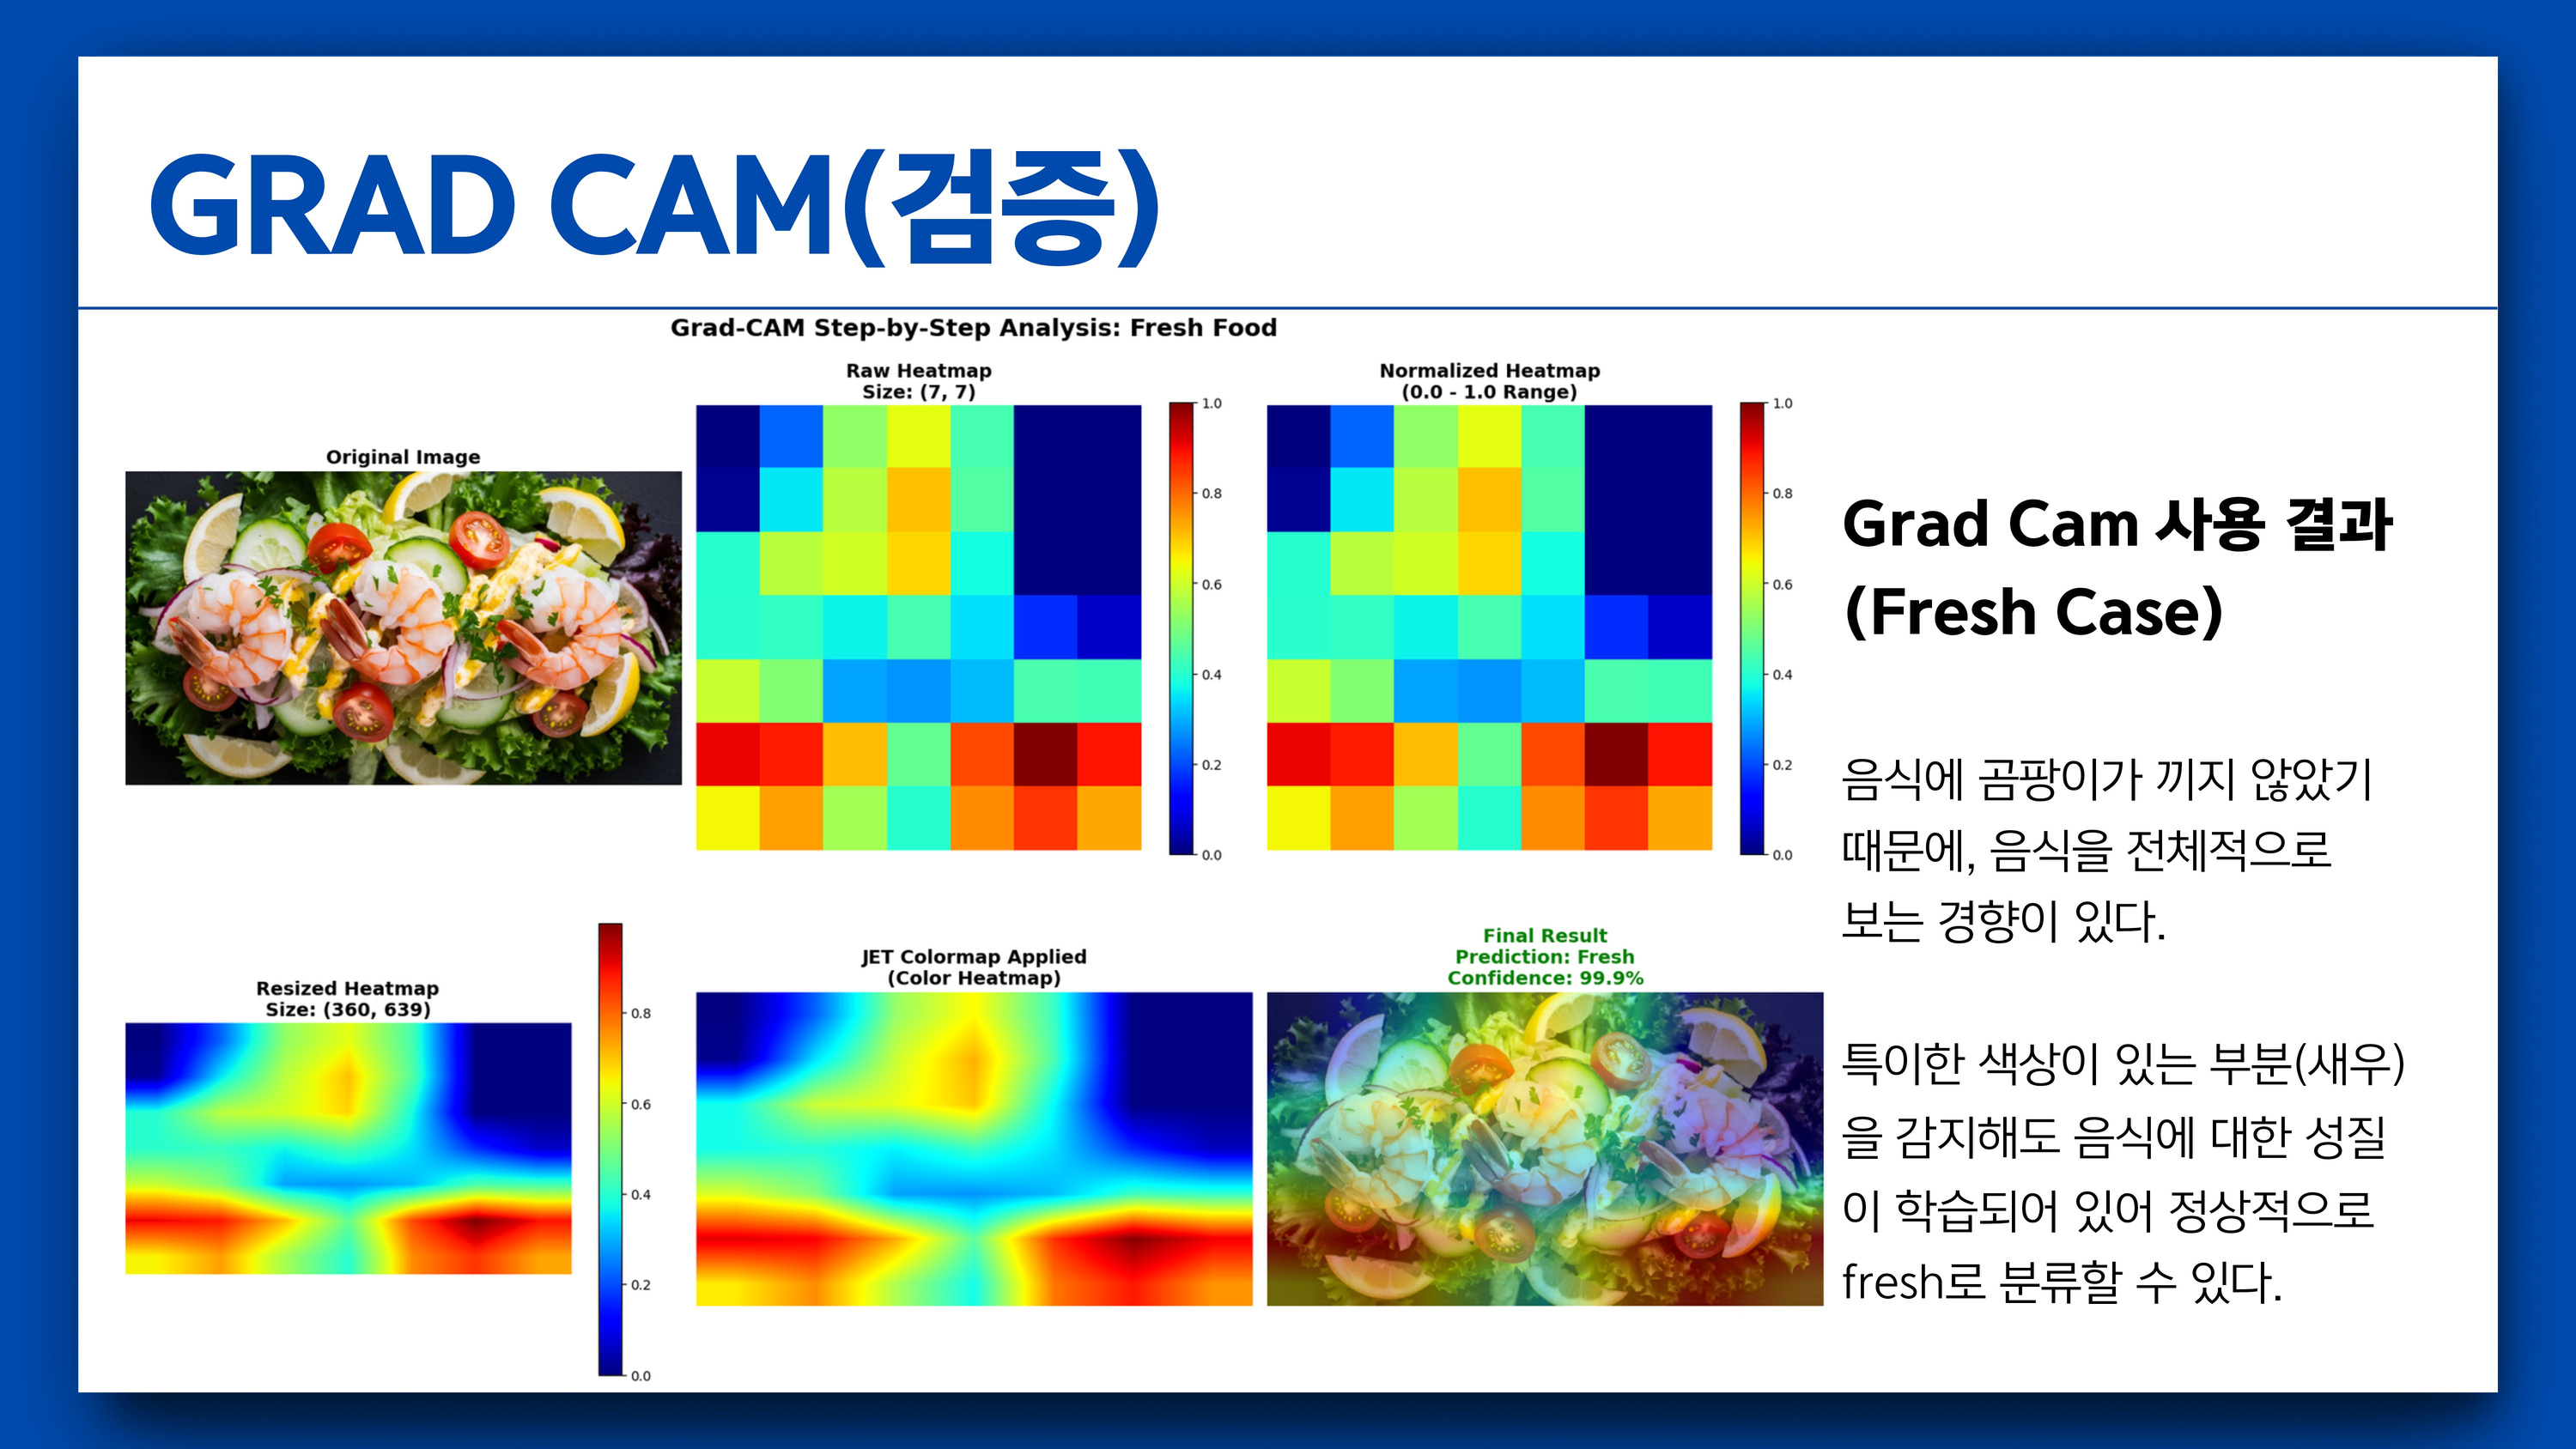 GRAD CAM(검증)
Grad-CAM Step-by-Step Analysis: Fresh Food
Original Image
Raw Heatmap
Size: (7, 7)
1.0
0.8
0.6
0.4
0.2
0.0
Normalized Heatmap
(0.0 - 1.0 Range)
1.0
0.8
0.6
0.4
0.2
0.0
Resized Heatmap
Size: (360, 639)
0.8
0.6
0.4
0.2
0.0
JET Colormap Applied
(Color Heatmap)
Final Result
Prediction: Fresh
Confidence: 99.9%
Grad Cam 사용 결과
(Fresh Case)
음식에 곰팡이가 끼지 않았기
때문에, 음식을 전체적으로
보는 경향이 있다.
특이한 색상이 있는 부분(새우)
을 감지해도 음식에 대한 성질
이 학습되어 있어 정상적으로
fresh로 분류할 수 있다.